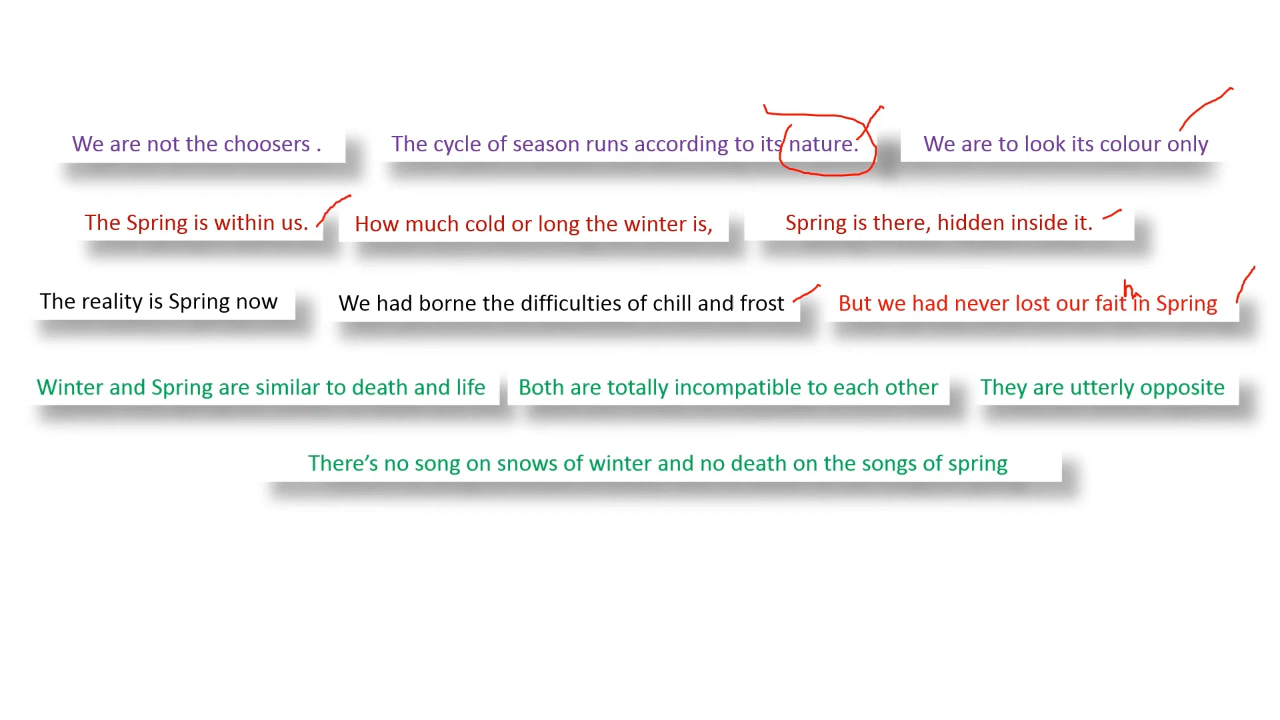 We are not the choosers .
The cycle of season runs according to its nature.
We are to look its colour only
The Spring is within us.
How much cold or long the winter is,
Spring is there, hidden inside it.
The reality is Spring now
We had borne the difficulties of chill and frost
But we had never lost our faith in Spring
Winter and Spring are similar to death and life
Both are totally incompatible to each other
They are utterly opposite
There's no song on snows of winter and no death on the songs of spring